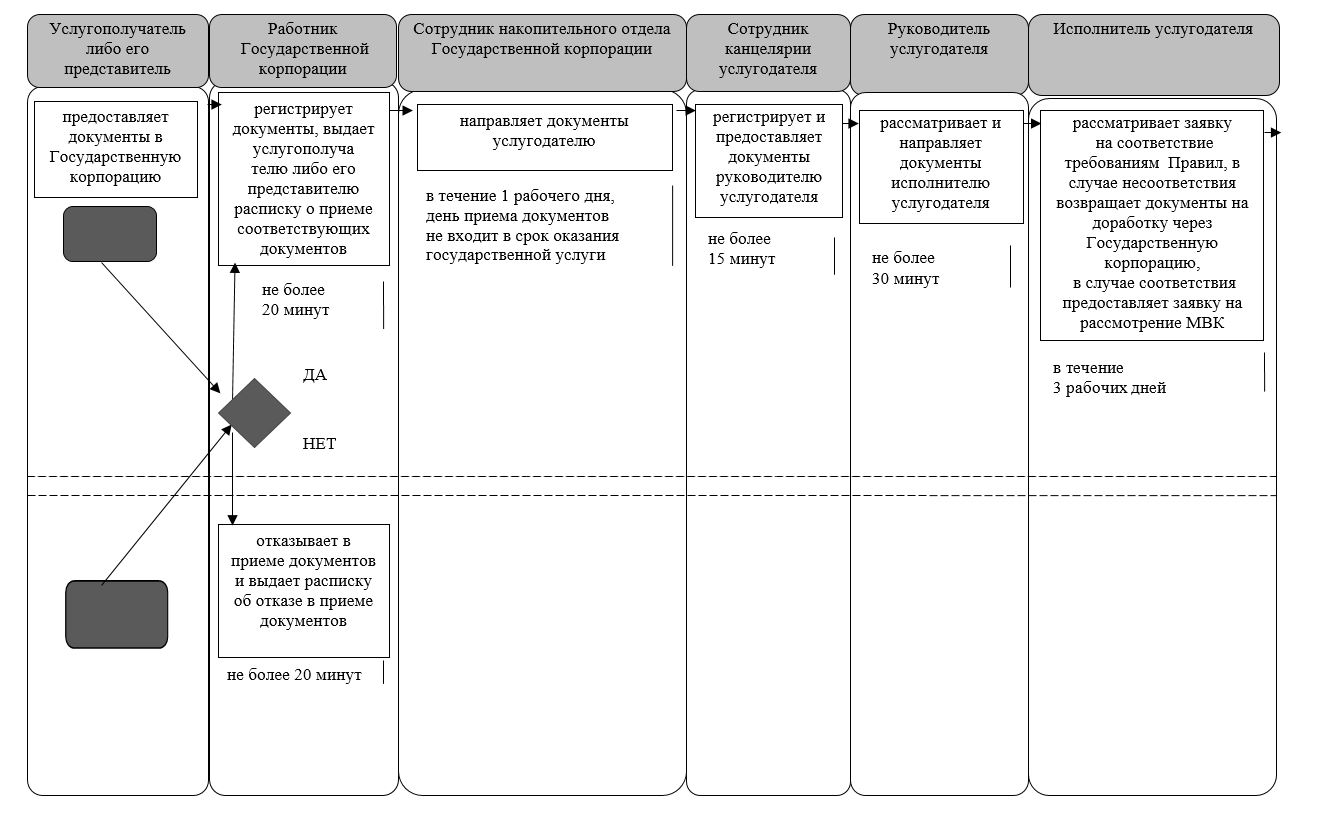 Услугополучатель
либо его
представитель
Работник
Государственной
корпорации
Сотрудник накопительного отдела
Государственной корпорации
Сотрудник
канцелярии
услугодателя
Руководитель
услугодателя
Исполнитель услугодателя
предоставляет
документы в
Государственную
корпорацию
регистрирует
документы, выдает
услугополуча
телю либо его
представителю
расписку о приеме
соответствующих
документов
не более
20 минут
направляет документы
услугодателю
в течение 1 рабочего дня,
день приема документов
не входит в срок оказания
государственной услуги
регистрирует и
предоставляет
документы
руководителю
услугодателя
не более
15 минут
рассматривает и
направляет
документы
исполнителю
услугодателя
не более
30 минут
рассматривает заявку
на соответствие
требованиям Правил, в
случае несоответствия
возвращает документы на
доработку через
Государственную
корпорацию,
в случае соответствия
предоставляет заявку на
рассмотрение МВК
в течение
3 рабочих дней
ДА
НЕТ
отказывает в
приеме документов
и выдает расписку
об отказе в приеме
документов
не более 20 минут